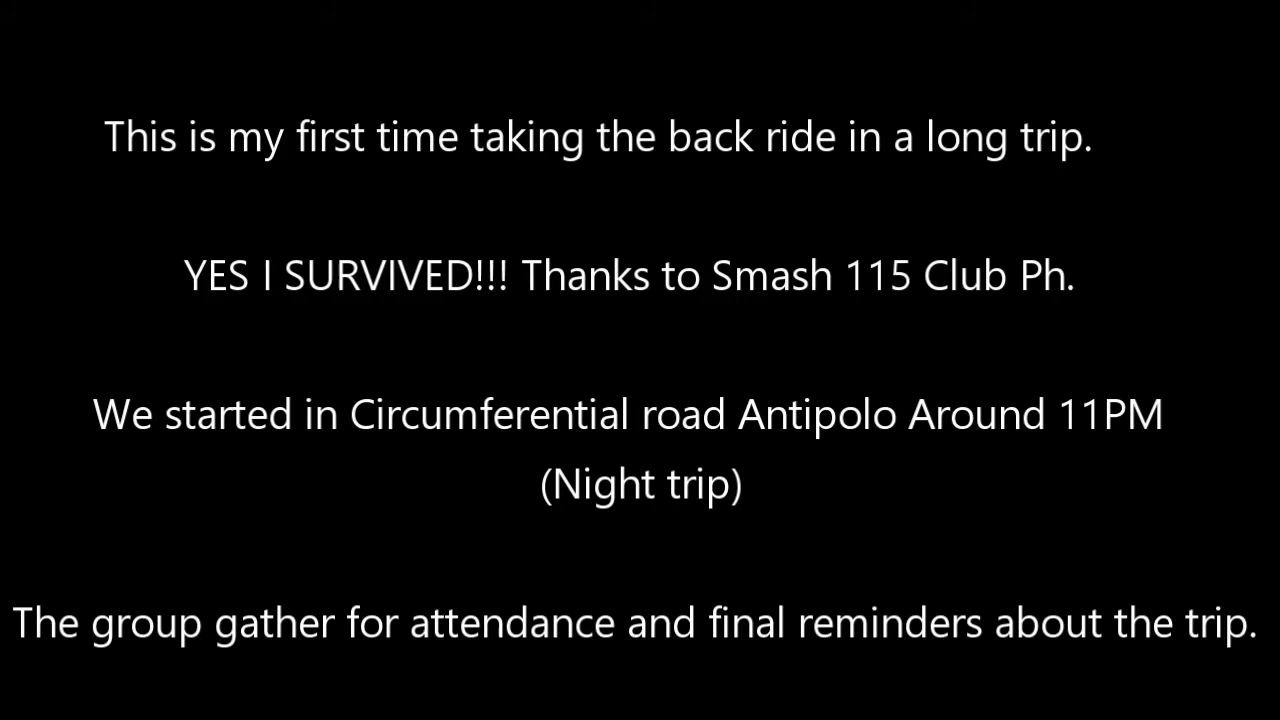 This is my first time taking the back ride in a long trip.
YES I SURVIVED!!! Thanks to Smash 115 Club Ph.
We started in Circumferential road Antipolo Around 11PM
(Night trip)
The group gather for attendance and final reminders about the trip.